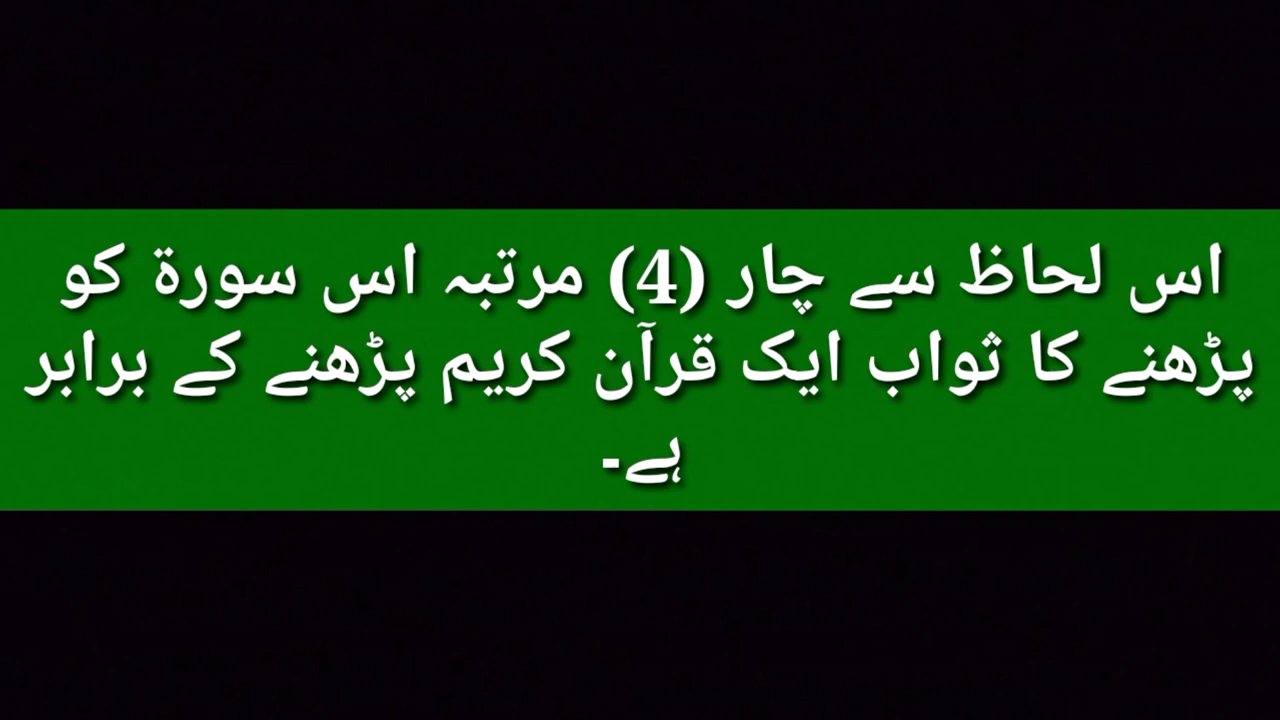 اس لحاظ سے چار (4) مرتبہ اس سورۃ کو
پڑھنے کا ثواب ایک قرآن کریم پڑھنے کے برابر
ہے۔